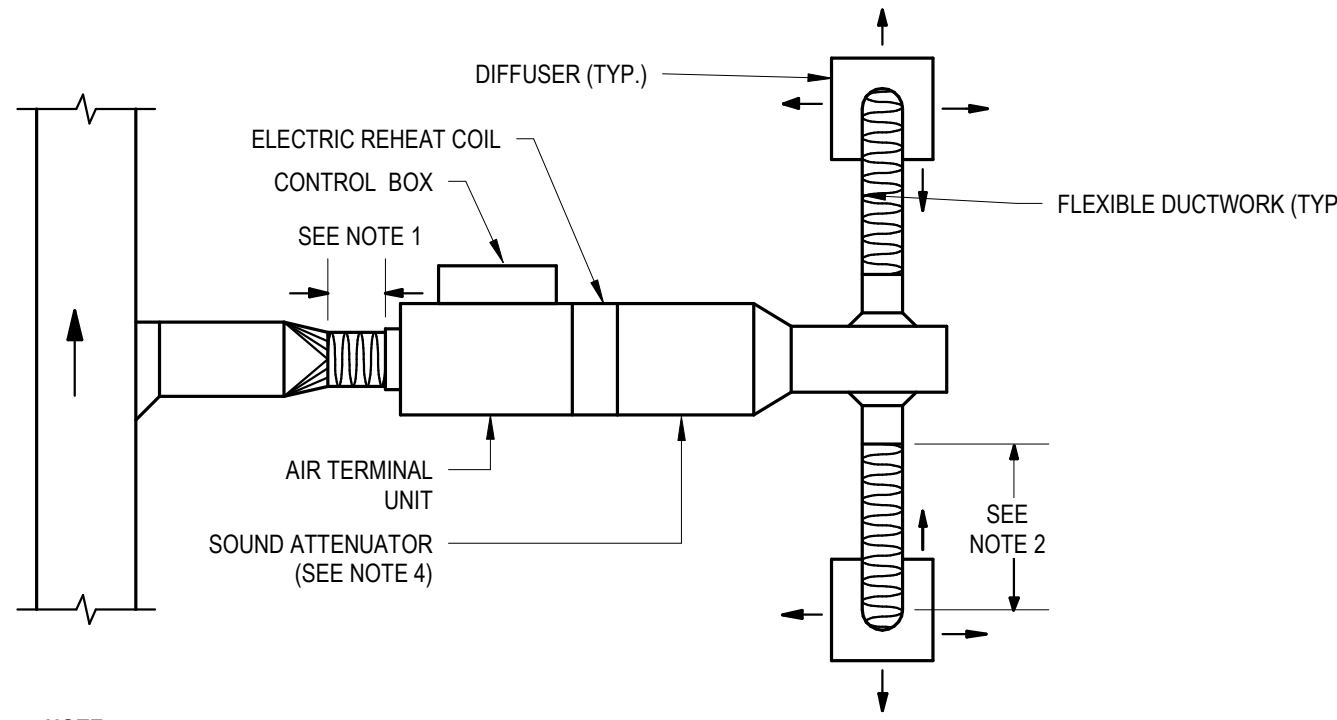 DIFFUSER (TYP.)
ELECTRIC REHEAT COIL
CONTROL BOX
FLEXIBLE DUCTWORK (TYP
SEE NOTE 1
AIR TERMINAL
UNIT
SEE
NOTE 2
SOUND ATTENUATOR
(SEE NOTE 4)